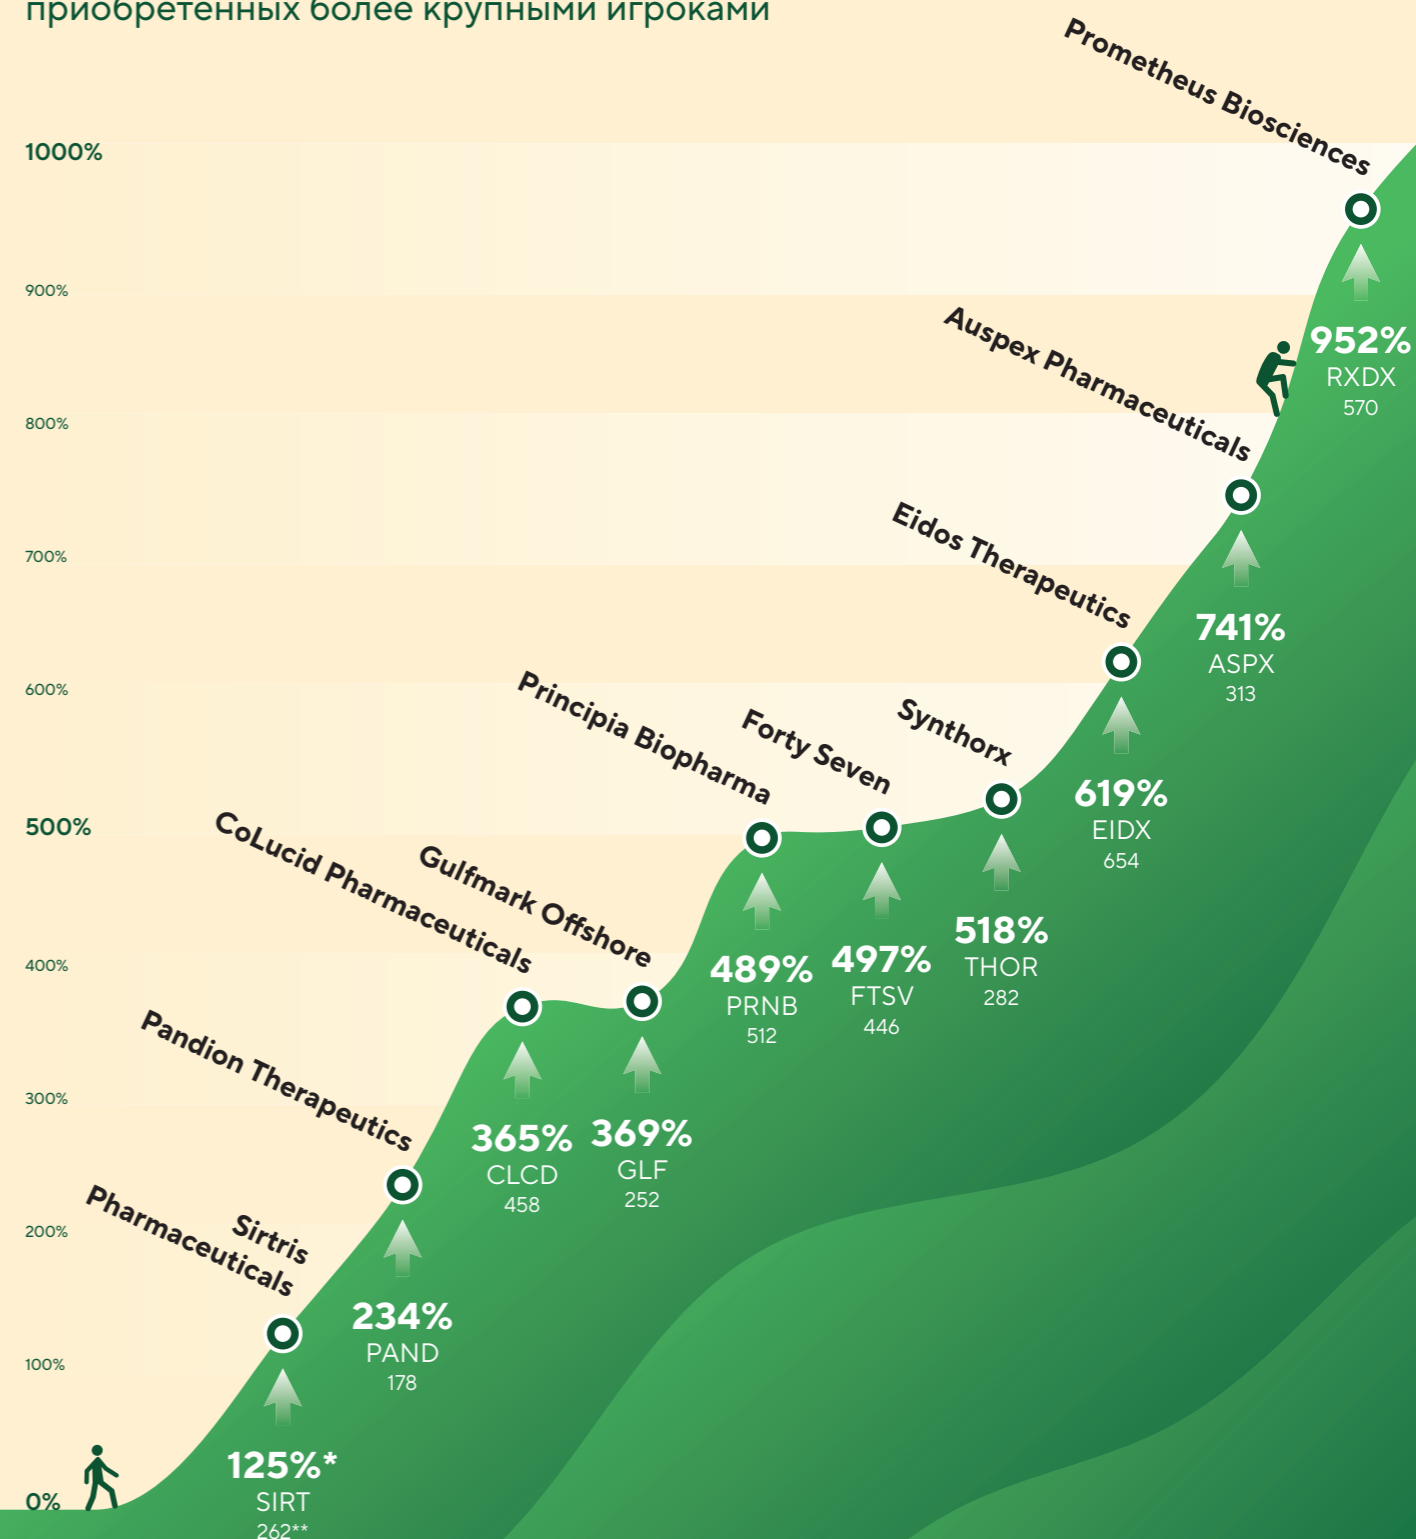 приобретенных более крупными игроками
1000%
900%
800%
700%
600%
500%
400%
300%
200%
100%
0%
Sirtris
Pharmaceuticals
125%*
SIRT
262**
Pandion Therapeutics
234%
PAND
178
CoLucid Pharmaceuticals
365%
CLCD
458
Gulfmark Offshore
369%
GLF
252
Principia Biopharma
489%
PRNB
512
Forty Seven
497%
FTSV
446
Synthorx
518%
THOR
282
Eidos Therapeutics
619%
EIDX
654
Auspex Pharmaceuticals
741%
ASPX
313
Prometheus Biosciences
952%
RXDX
570